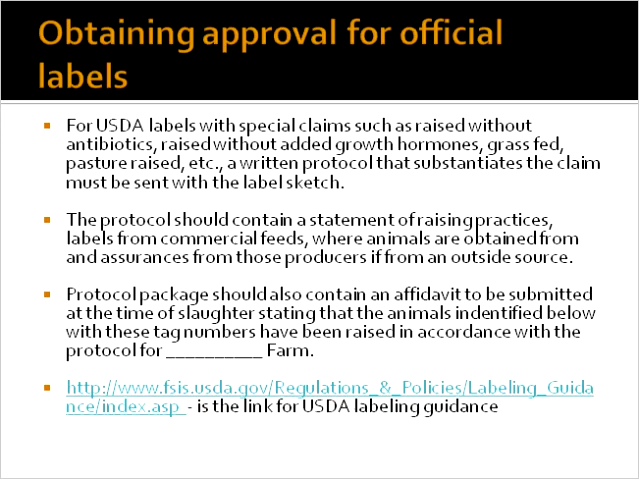 Obtaining approval for official
labels
▪ For USDA labels with special claims such as raised without
antibiotics, raised without added growth hormones, grass fed,
pasture raised, etc., a written protocol that substantiates the claim
must be sent with the label sketch.
▪ The protocol should contain a statement of raising practices,
labels from commercial feeds, where animals are obtained from
and assurances from those producers if from an outside source.
▪ Protocol package should also contain an affidavit to be submitted
at the time of slaughter stating that the animals indentified below
with these tag numbers have been raised in accordance with the
protocol for __________ Farm.
▪ http://www.fsis.usda.gov/Regulations_&_Policies/Labeling_Guida
nce/index.asp - is the link for USDA labeling guidance